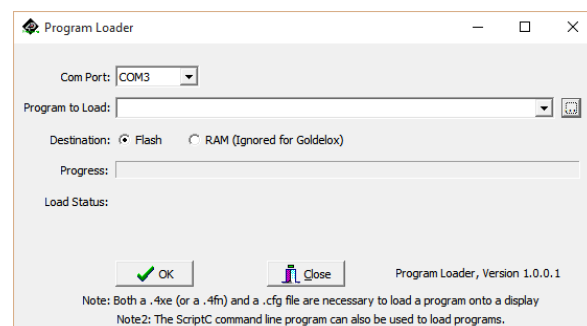 Program Loader
Com Port: COM3
Program to Load:
Destination: Flash RAM (Ignored for Goldelox)
Progress:
Load Status:
OK Close Program Loader, Version 1.0.0.1
Note: Both a .4xe (or a .4fn) and a .cfg file are necessary to load a program onto a display
Note2: The ScriptC command line program can also be used to load programs.